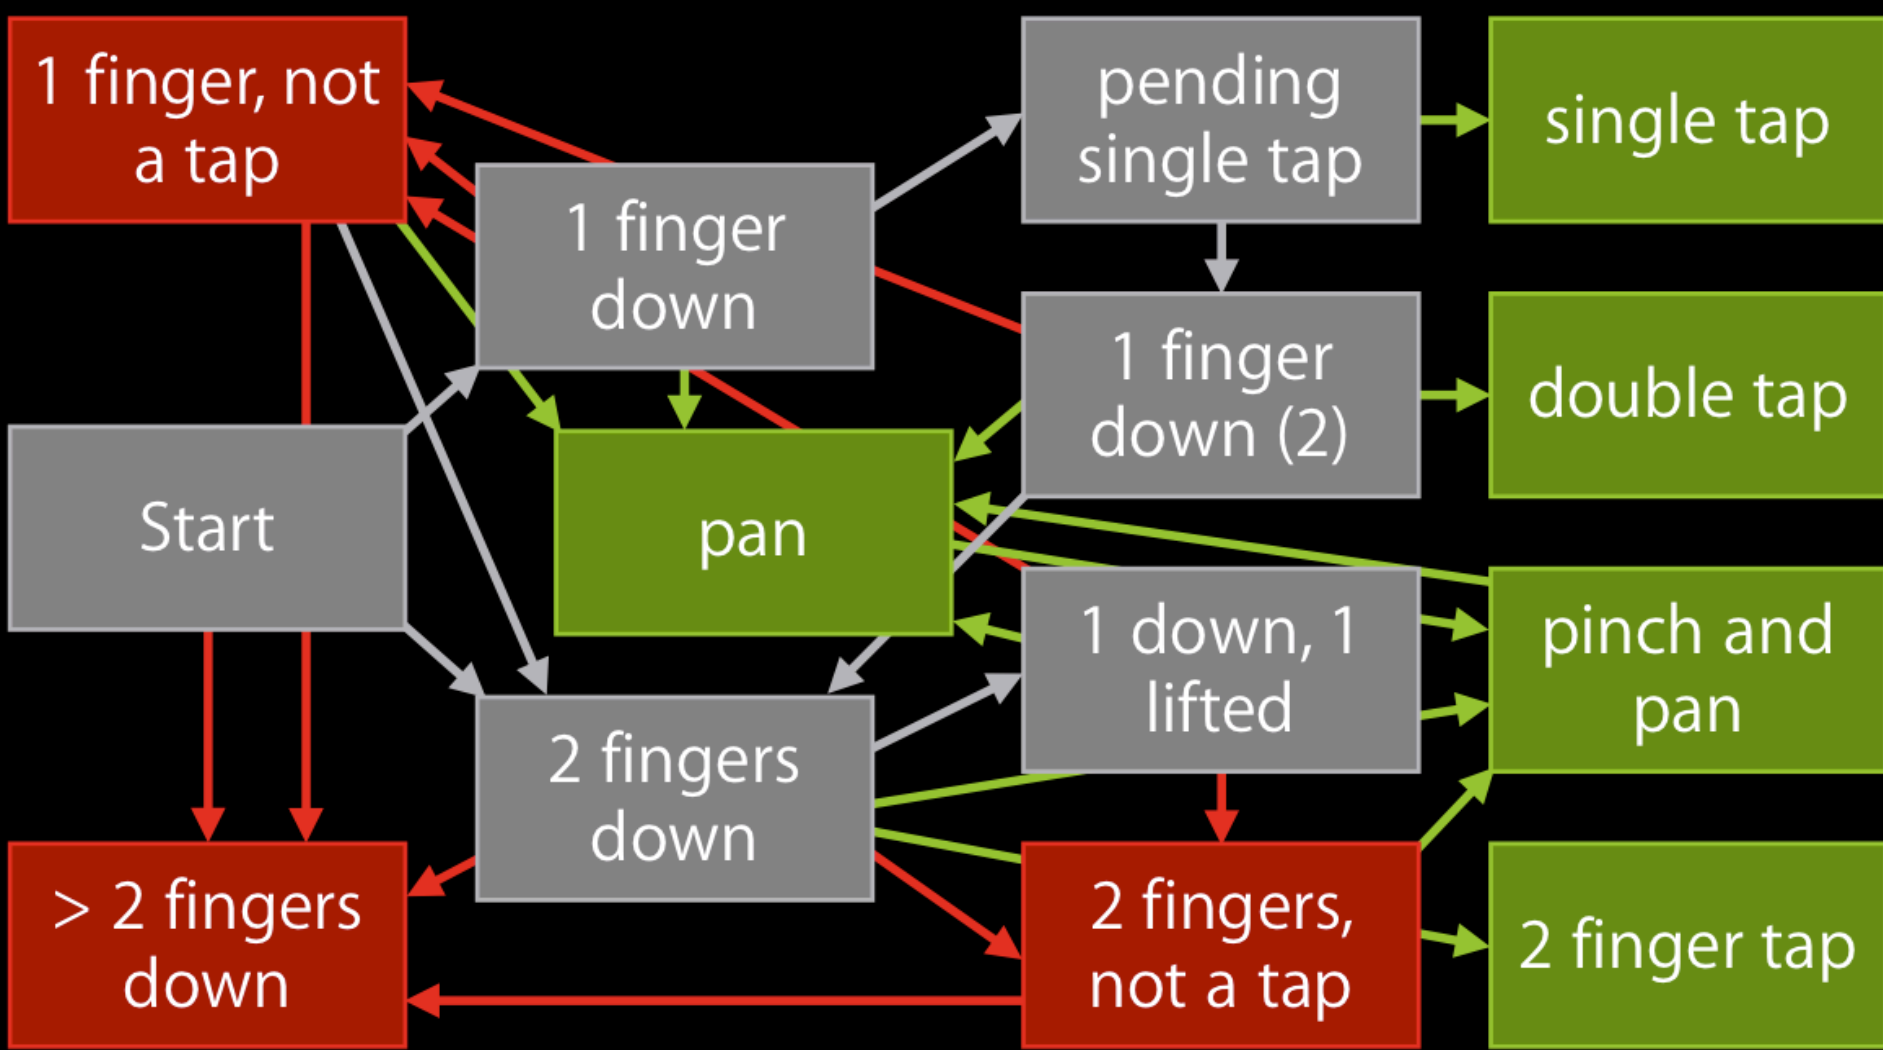 1 finger, not
a tap
1 finger
down
pending
single tap
single tap
1 finger
down (2)
double tap
Start
pan
1 down, 1
lifted
pinch and
pan
2 fingers
down
> 2 fingers
down
2 fingers,
not a tap
2 finger tap